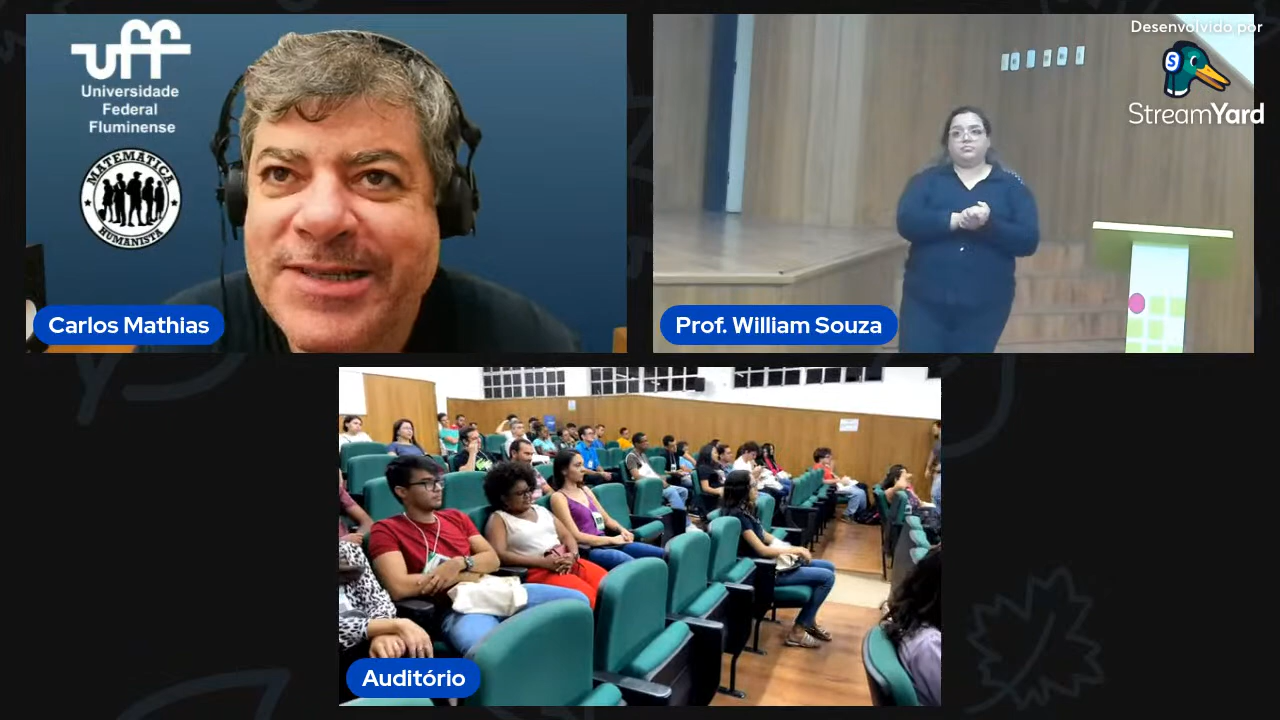 uff
Universidade
Federal
Fluminense
MATEMÁTICA
HUMANISTA
Carlos Mathias
Desenvolvido por
S
StreamYard
Prof. William Souza
Auditório